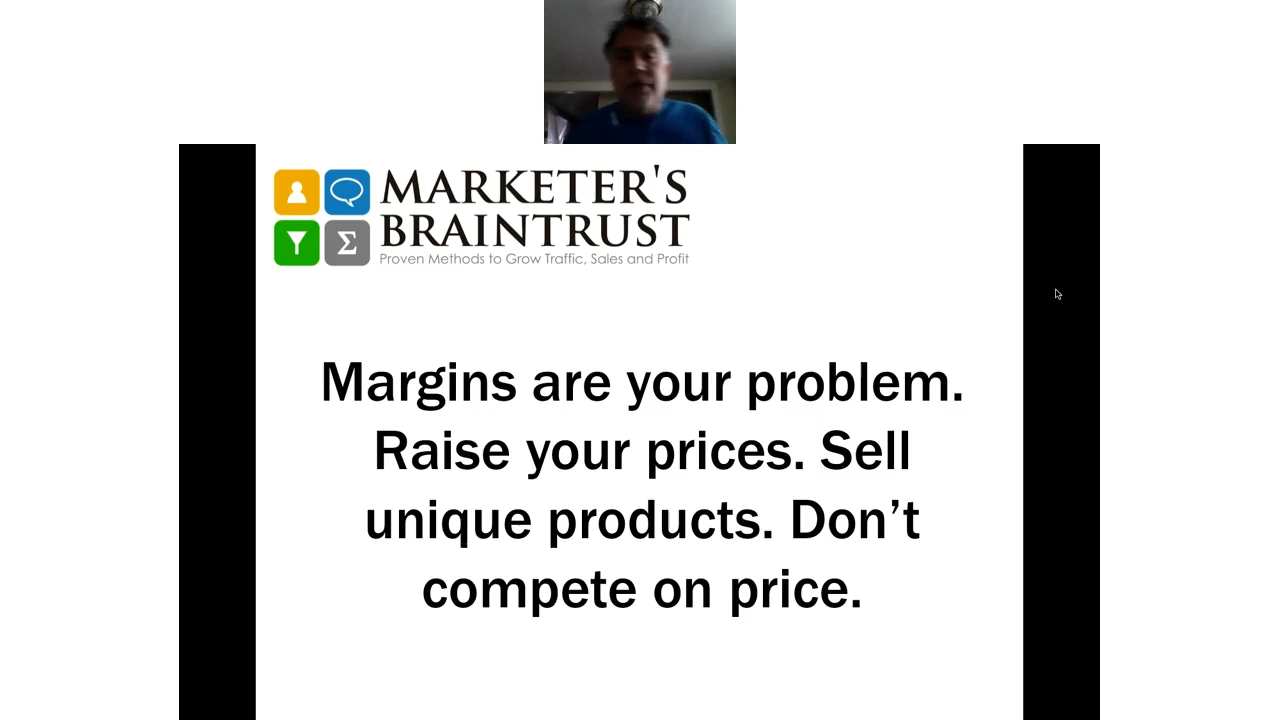 MARKETER'S
BRAINTRUST
Proven Methods to Grow Traffic, Sales and Profit
Margins are your problem.
Raise your prices. Sell
unique products. Don’t
compete on price.